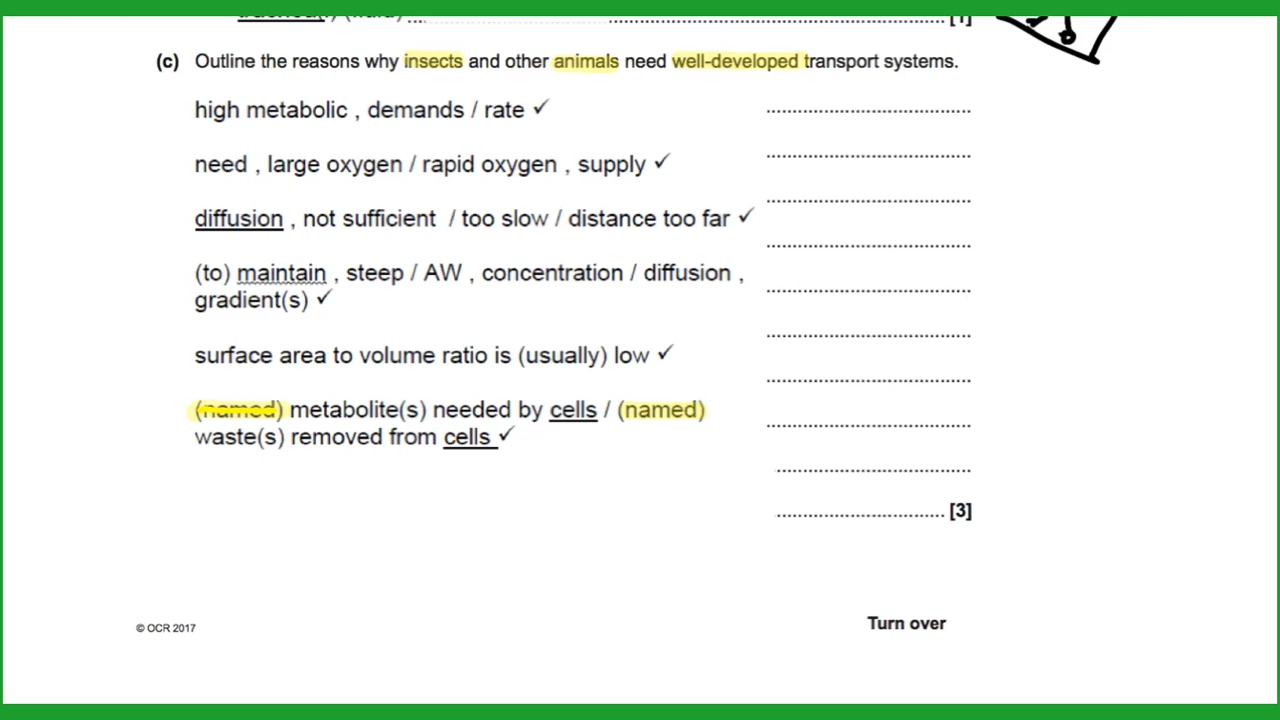 [1]
(c) Outline the reasons why insects and other animals need well-developed transport systems.
high metabolic , demands / rate ✓
need , large oxygen / rapid oxygen , supply ✓
diffusion , not sufficient / too slow / distance too far ✓
(to) maintain , steep / AW , concentration / diffusion ,
gradient(s) ✓
surface area to volume ratio is (usually) low ✓
(named) metabolite(s) needed by cells / (named)
waste(s) removed from cells ✓
[3]
© OCR 2017
Turn over